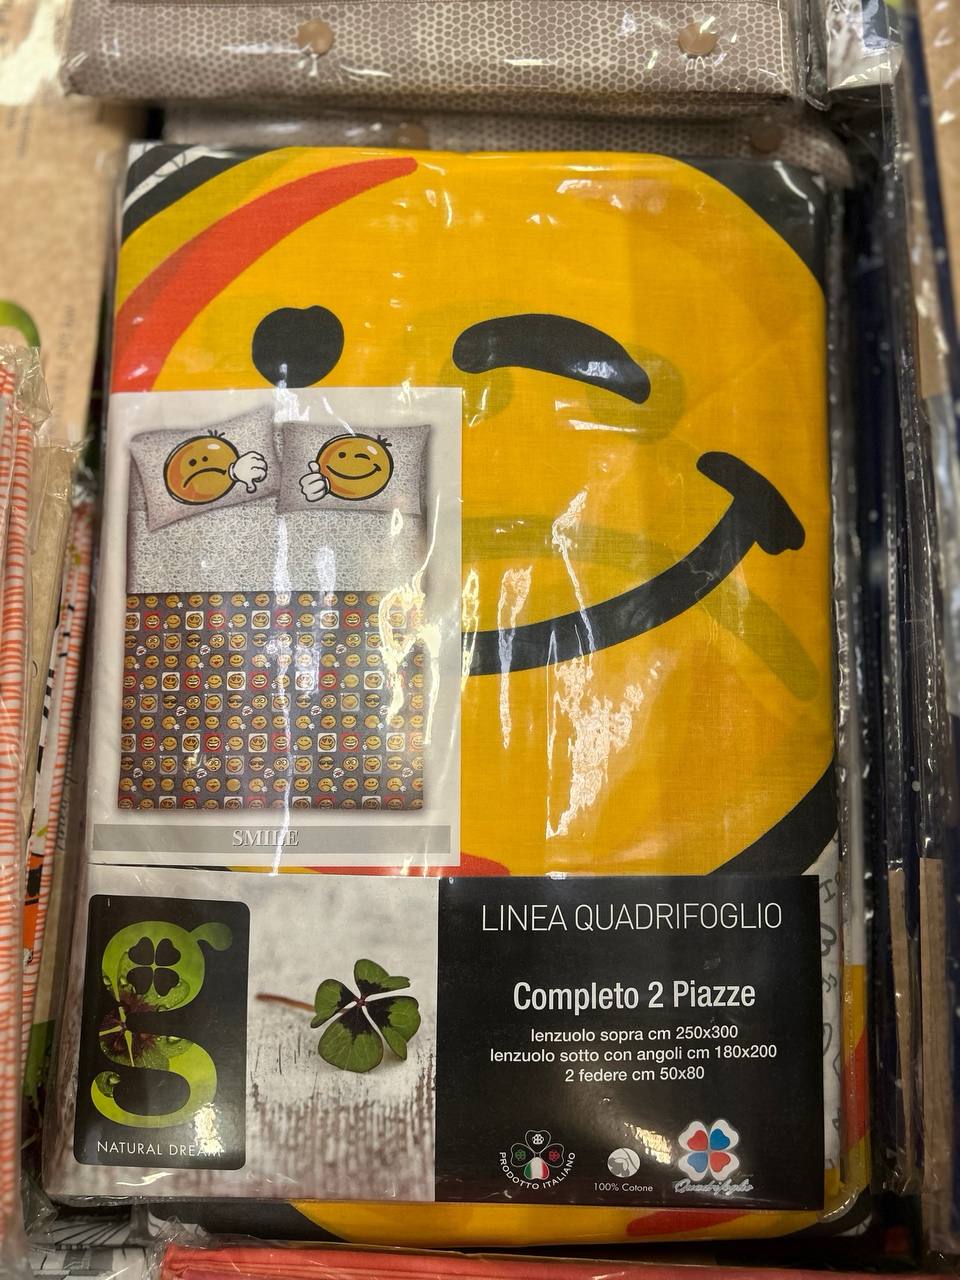 SMILE
LINEA QUADRIFOGLIO
Completo 2 Piazze
lenzuolo sopra cm 250x300
lenzuolo sotto con angoli cm 180x200
2 federe cm 50x80
g
NATURAL DREAM
PRODOTTO ITALIANO
100% Cotone
Quadrifoglio